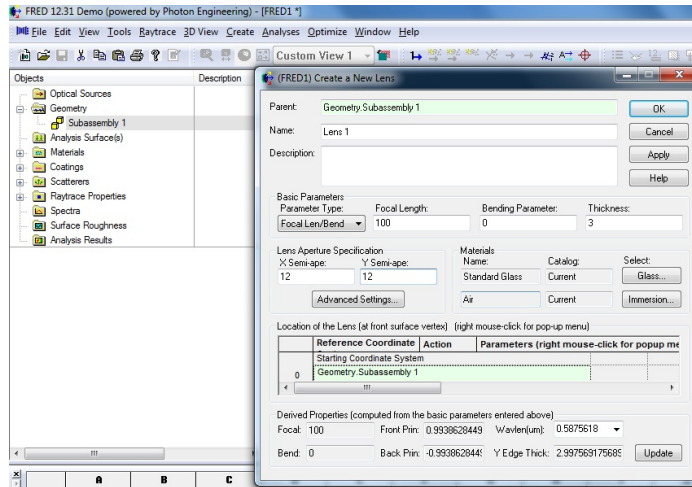 FRED 12.31 Demo (powered by Photon Engineering) - [FRED1 *]
File Edit View Tools Raytrace 3D View Create Analyses Optimize Window Help
Custom View 1
Objects Description
Optical Sources
Geometry
Subassembly 1
Analysis Surface(s)
Materials
Coatings
Scatterers
Raytrace Properties
Spectra
Surface Roughness
Analysis Results
A B C
(FRED1) Create a New Lens
Parent: Geometry.Subassembly 1 OK
Name: Lens 1 Cancel
Description: Apply
Help
Basic Parameters
Parameter Type: Focal Length: Bending Parameter: Thickness:
Focal Len/Bend 100 0 3
Lens Aperture Specification Materials
X Semi-ape: Y Semi-ape: Name: Catalog: Select:
12 12 Standard Glass Current Glass...
Advanced Settings... Air Current Immersion...
Location of the Lens (at front surface vertex) (right mouse-click for pop-up menu)
Reference Coordinate Action Parameters (right mouse-click for popup me
Starting Coordinate System
0 Geometry.Subassembly 1
Derived Properties (computed from the basic parameters entered above)
Focal: 100 Front Prin: 0.9938628449 Wavlen(um): 0.5875618
Bend: 0 Back Prin: -0.993862844 Y Edge Thick: 2.99756917568 Update